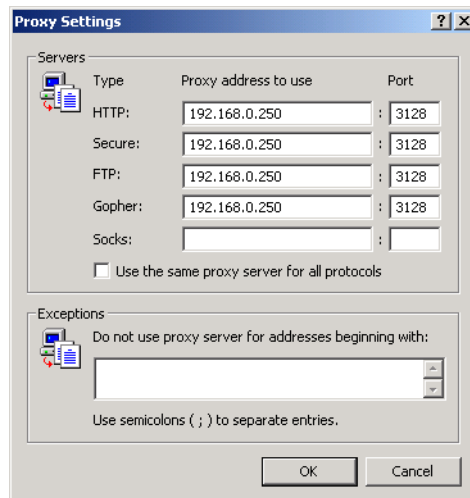 Proxy Settings
Servers
Type Proxy address to use Port
HTTP: 192.168.0.250 : 3128
Secure: 192.168.0.250 : 3128
FTP: 192.168.0.250 : 3128
Gopher: 192.168.0.250 : 3128
Socks: :
Use the same proxy server for all protocols
Exceptions
Do not use proxy server for addresses beginning with:
Use semicolons ( ; ) to separate entries.
OK Cancel